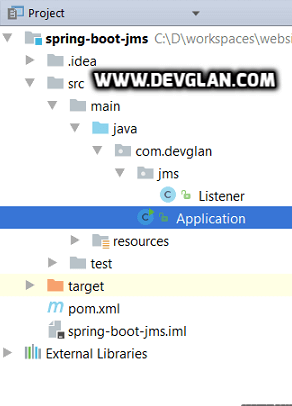 Project
spring-boot-jms C:\D\workspaces\websi
.idea
src
WWW.DEVGLAN.COM
main
java
com.devglan
jms
Listener
Application
resources
test
target
pom.xml
spring-boot-jms.iml
External Libraries